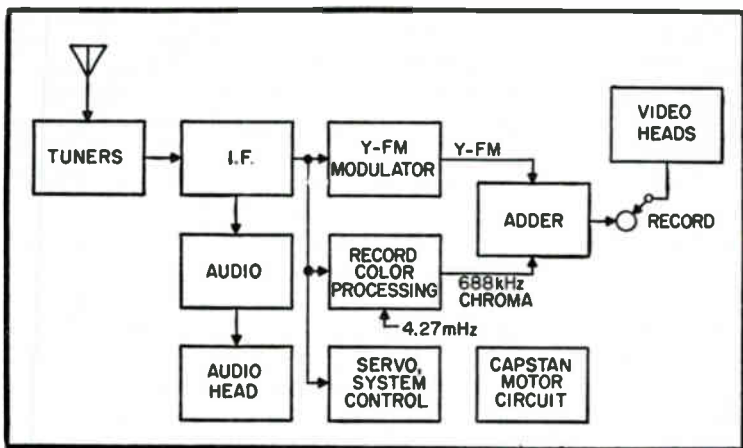 TUNERS
I.F.
Y-FM
MODULATOR
Y-FM
ADDER
VIDEO
HEADS
RECORD
AUDIO
RECORD
COLOR
PROCESSING
688kHz
CHROMA
4.27mHz
AUDIO
HEAD
SERVO,
SYSTEM
CONTROL
CAPSTAN
MOTOR
CIRCUIT